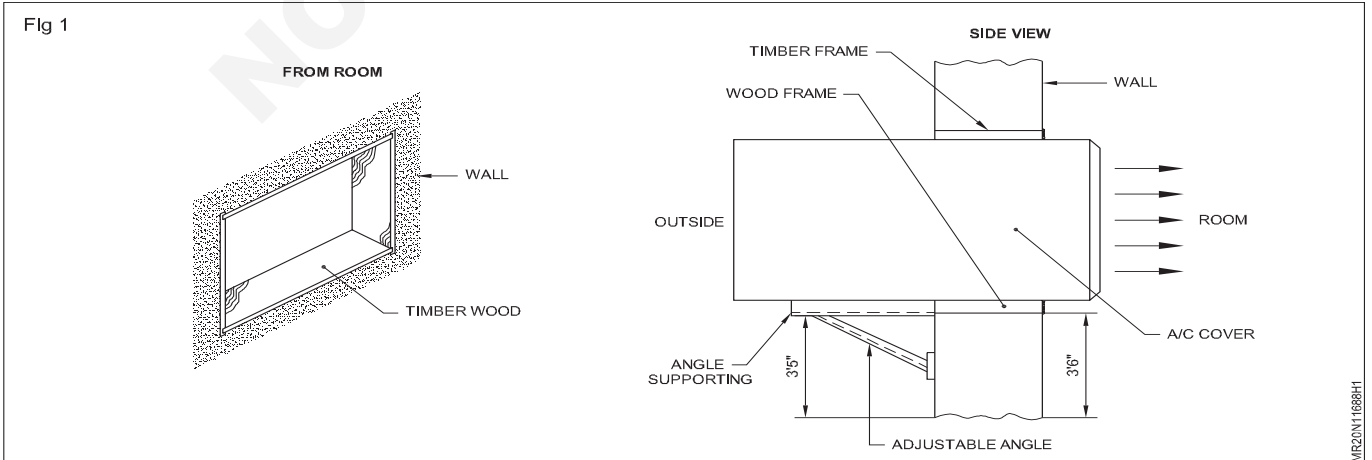 Fig 1
NO
FROM ROOM
WALL
TIMBER WOOD
SIDE VIEW
TIMBER FRAME
WALL
WOOD FRAME
OUTSIDE
ROOM
A/C COVER
ANGLE
SUPPORTING
3'5"
3'6"
ADJUSTABLE ANGLE
MR20N11688H1